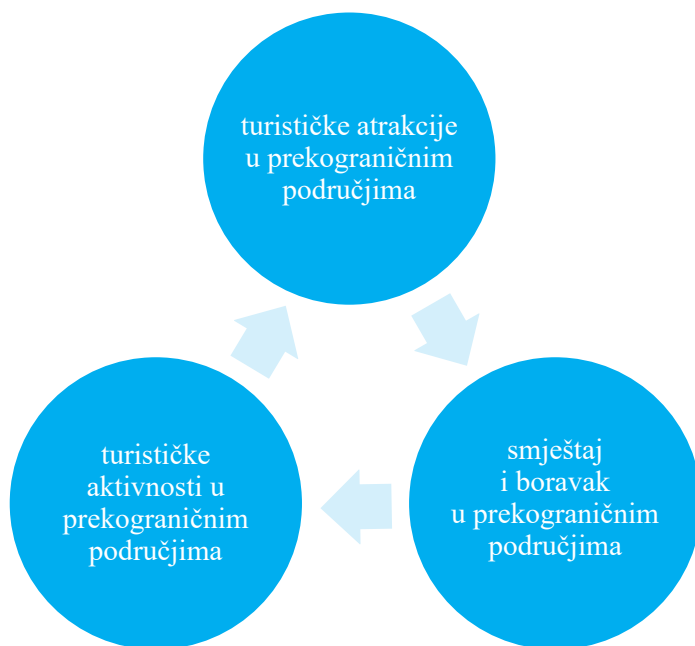 turističke atrakcije
u prekograničnim
područjima
turističke
aktivnosti u
prekograničnim
područjima
smještaj
i boravak
u prekograničnim
područjima